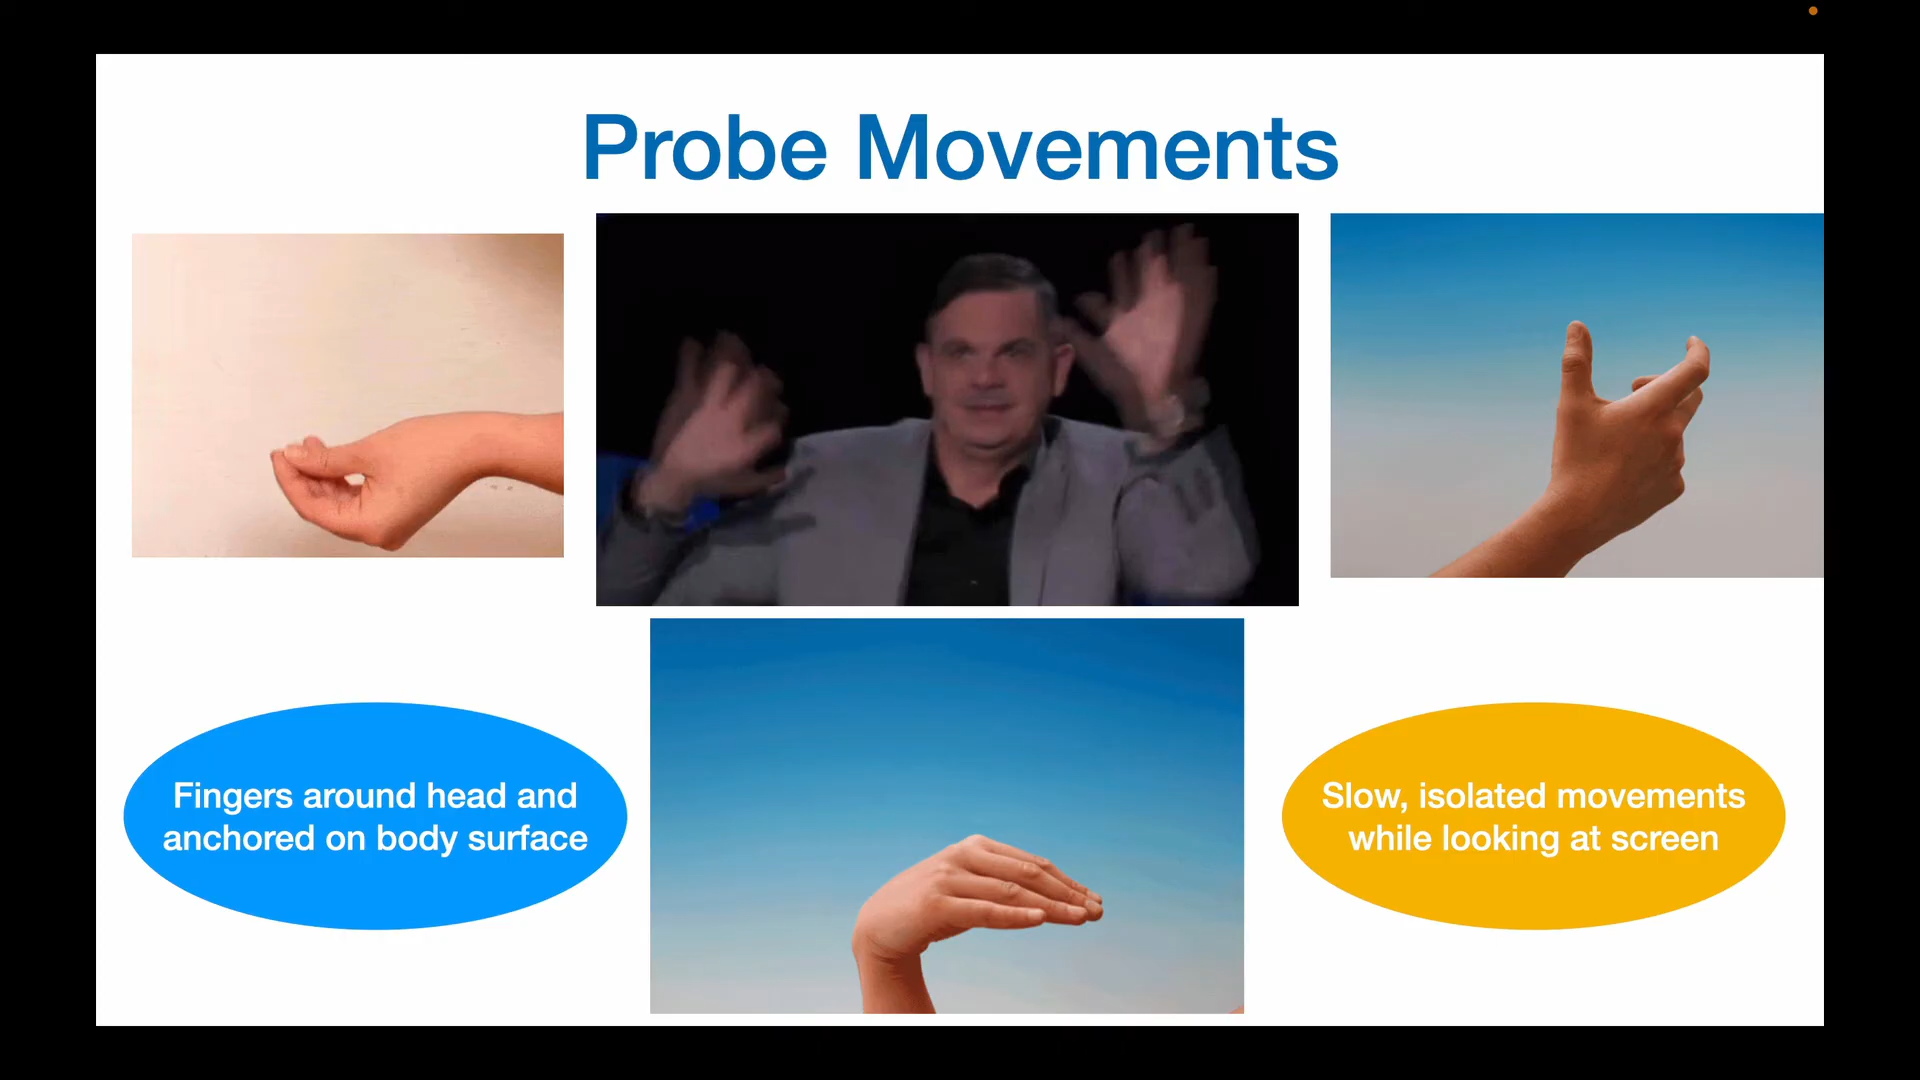 Probe Movements
Fingers around head and
anchored on body surface
Slow, isolated movements
while looking at screen